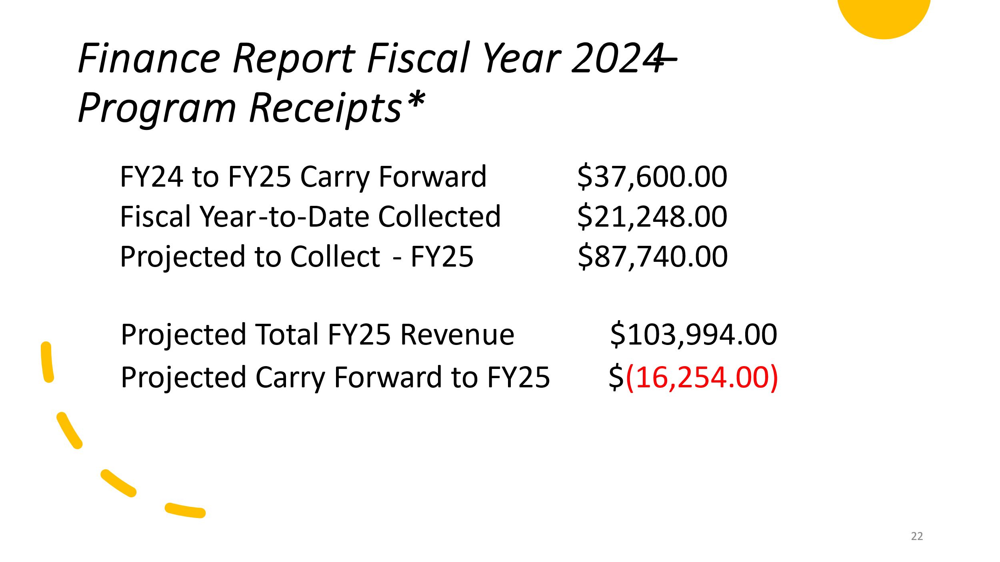 Finance Report Fiscal Year 2024–
Program Receipts*
FY24 to FY25 Carry Forward $37,600.00
Fiscal Year-to-Date Collected $21,248.00
Projected to Collect - FY25 $87,740.00
Projected Total FY25 Revenue $103,994.00
Projected Carry Forward to FY25 $(16,254.00)
22